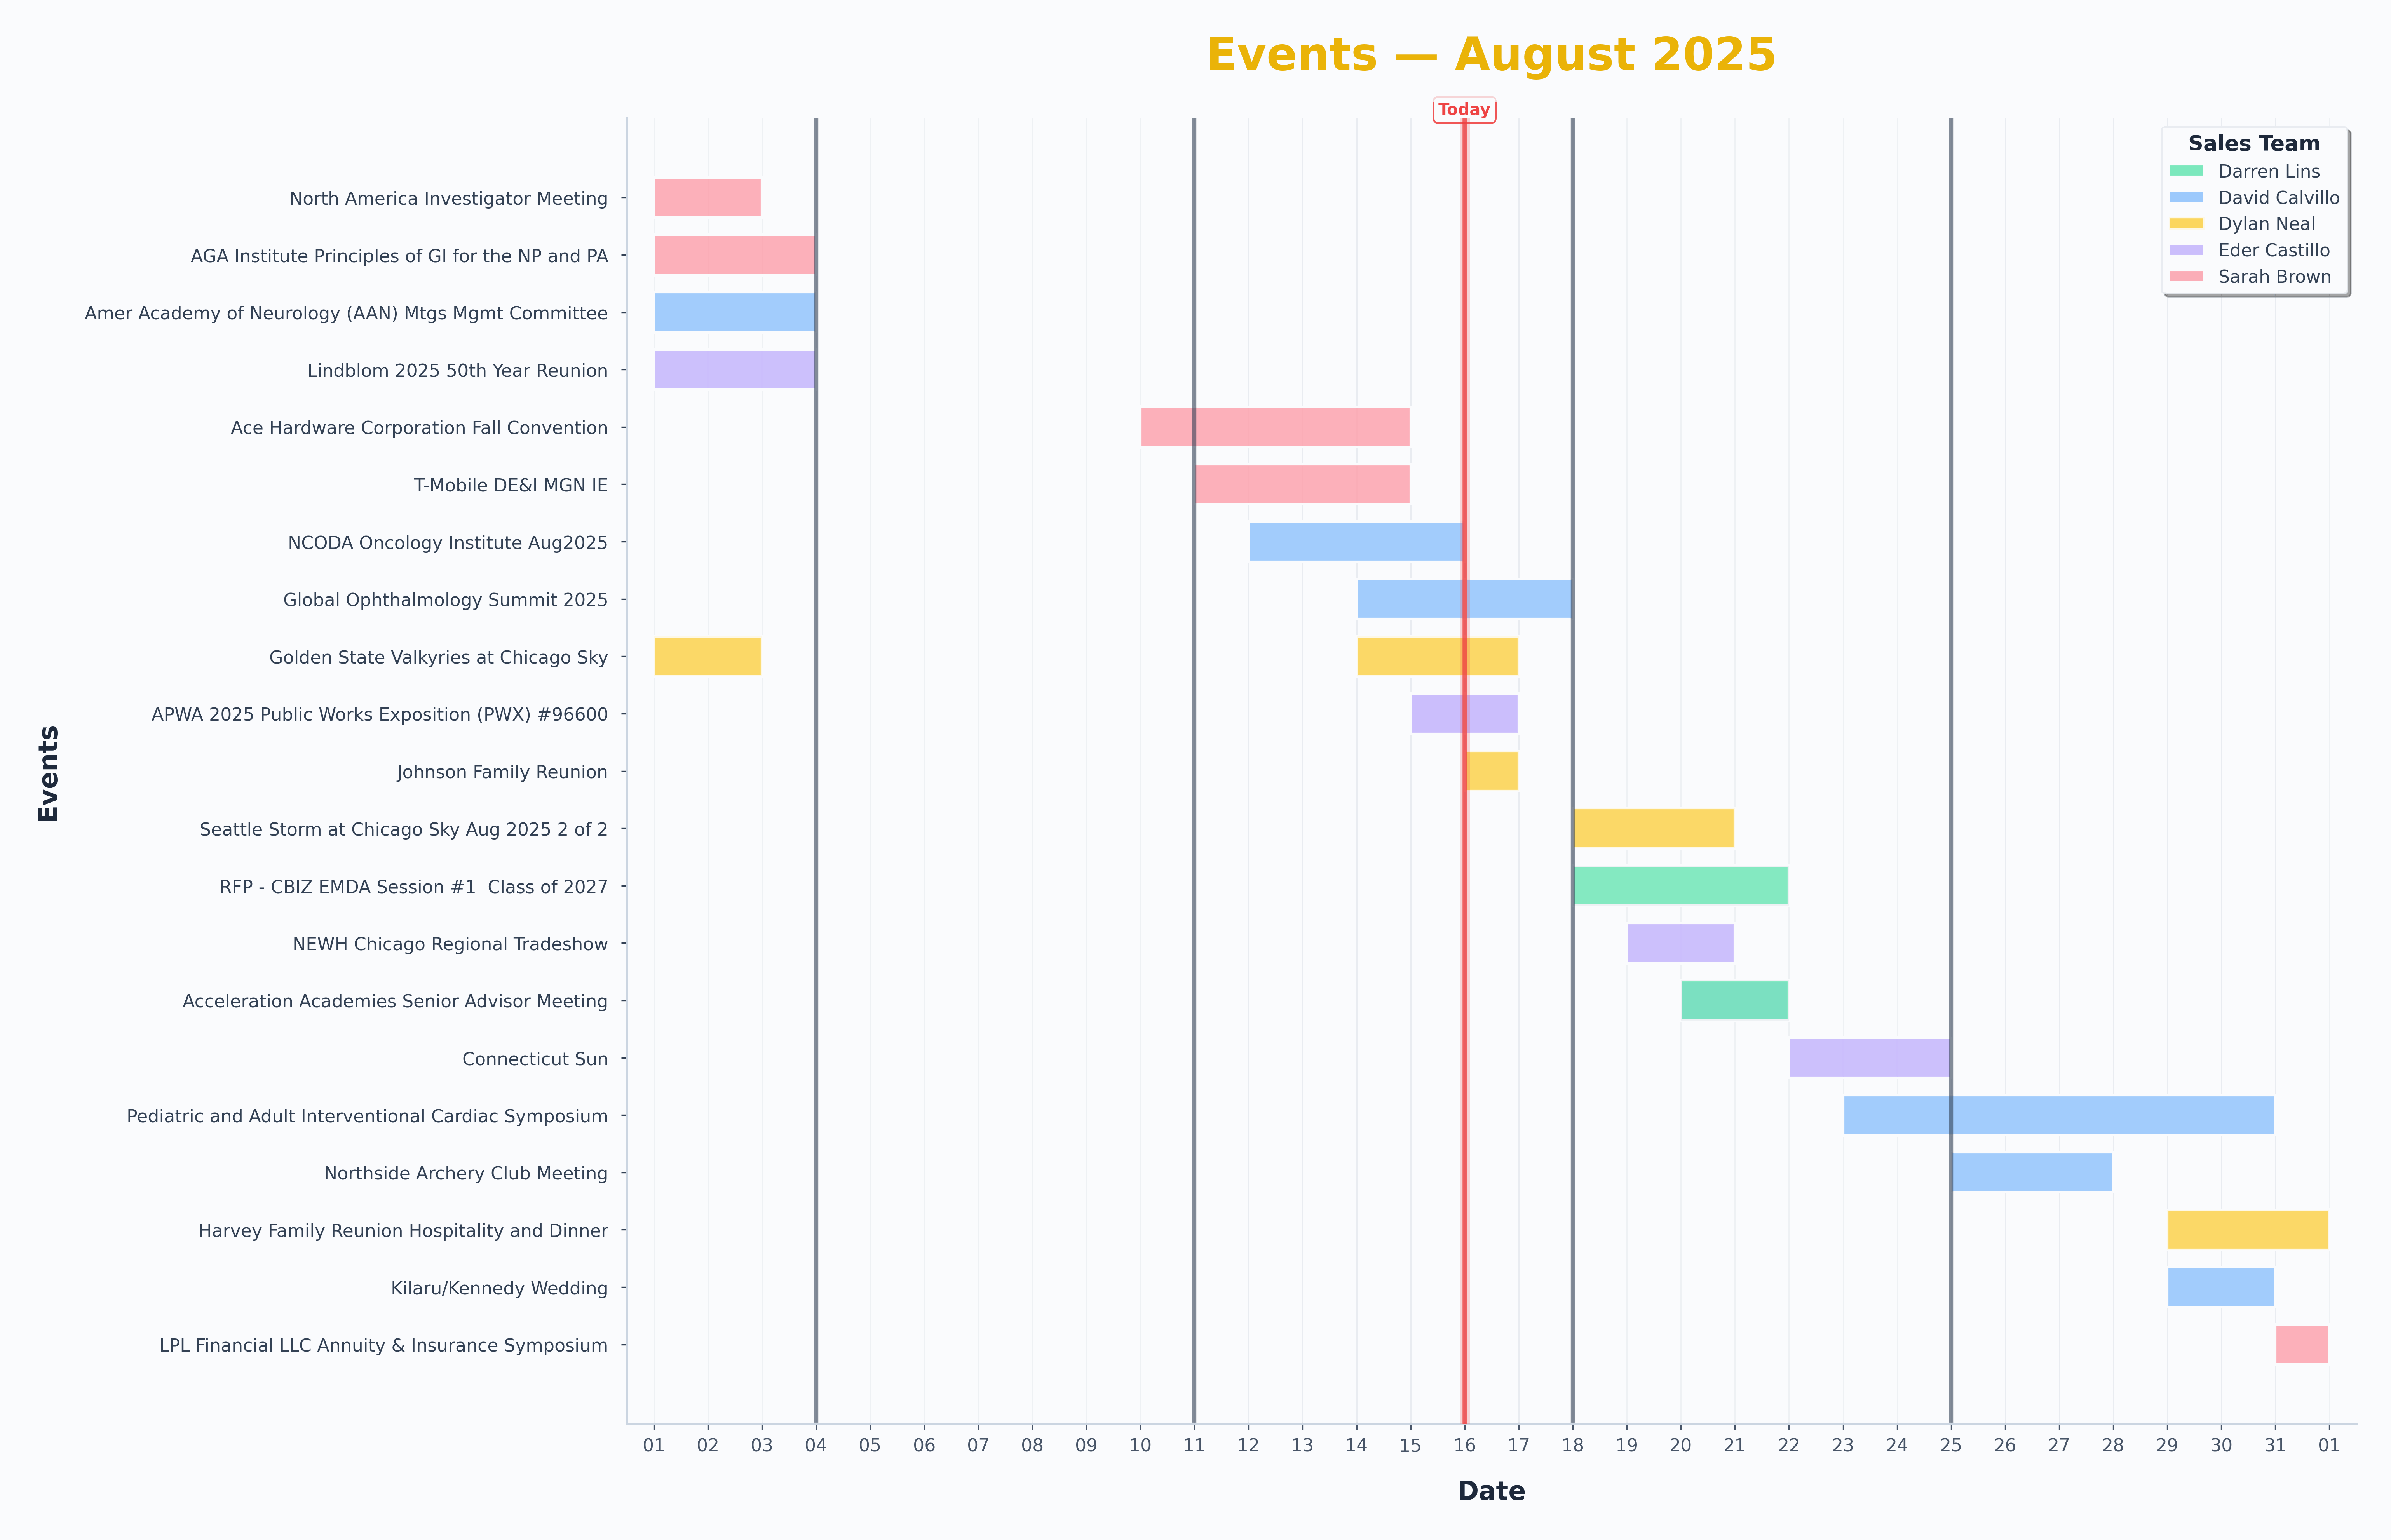 Events — August 2025
Today
Sales Team
Darren Lins
David Calvillo
Dylan Neal
Eder Castillo
Sarah Brown
Events
North America Investigator Meeting
AGA Institute Principles of GI for the NP and PA
Amer Academy of Neurology (AAN) Mtgs Mgmt Committee
Lindblom 2025 50th Year Reunion
Ace Hardware Corporation Fall Convention
T-Mobile DE&I MGN IE
NCODA Oncology Institute Aug2025
Global Ophthalmology Summit 2025
Golden State Valkyries at Chicago Sky
APWA 2025 Public Works Exposition (PWX) #96600
Johnson Family Reunion
Seattle Storm at Chicago Sky Aug 2025 2 of 2
RFP - CBIZ EMDA Session #1  Class of 2027
NEWH Chicago Regional Tradeshow
Acceleration Academies Senior Advisor Meeting
Connecticut Sun
Pediatric and Adult Interventional Cardiac Symposium
Northside Archery Club Meeting
Harvey Family Reunion Hospitality and Dinner
Kilaru/Kennedy Wedding
LPL Financial LLC Annuity & Insurance Symposium
01 02 03 04 05 06 07 08 09 10 11 12 13 14 15 16 17 18 19 20 21 22 23 24 25 26 27 28 29 30 31 01
Date